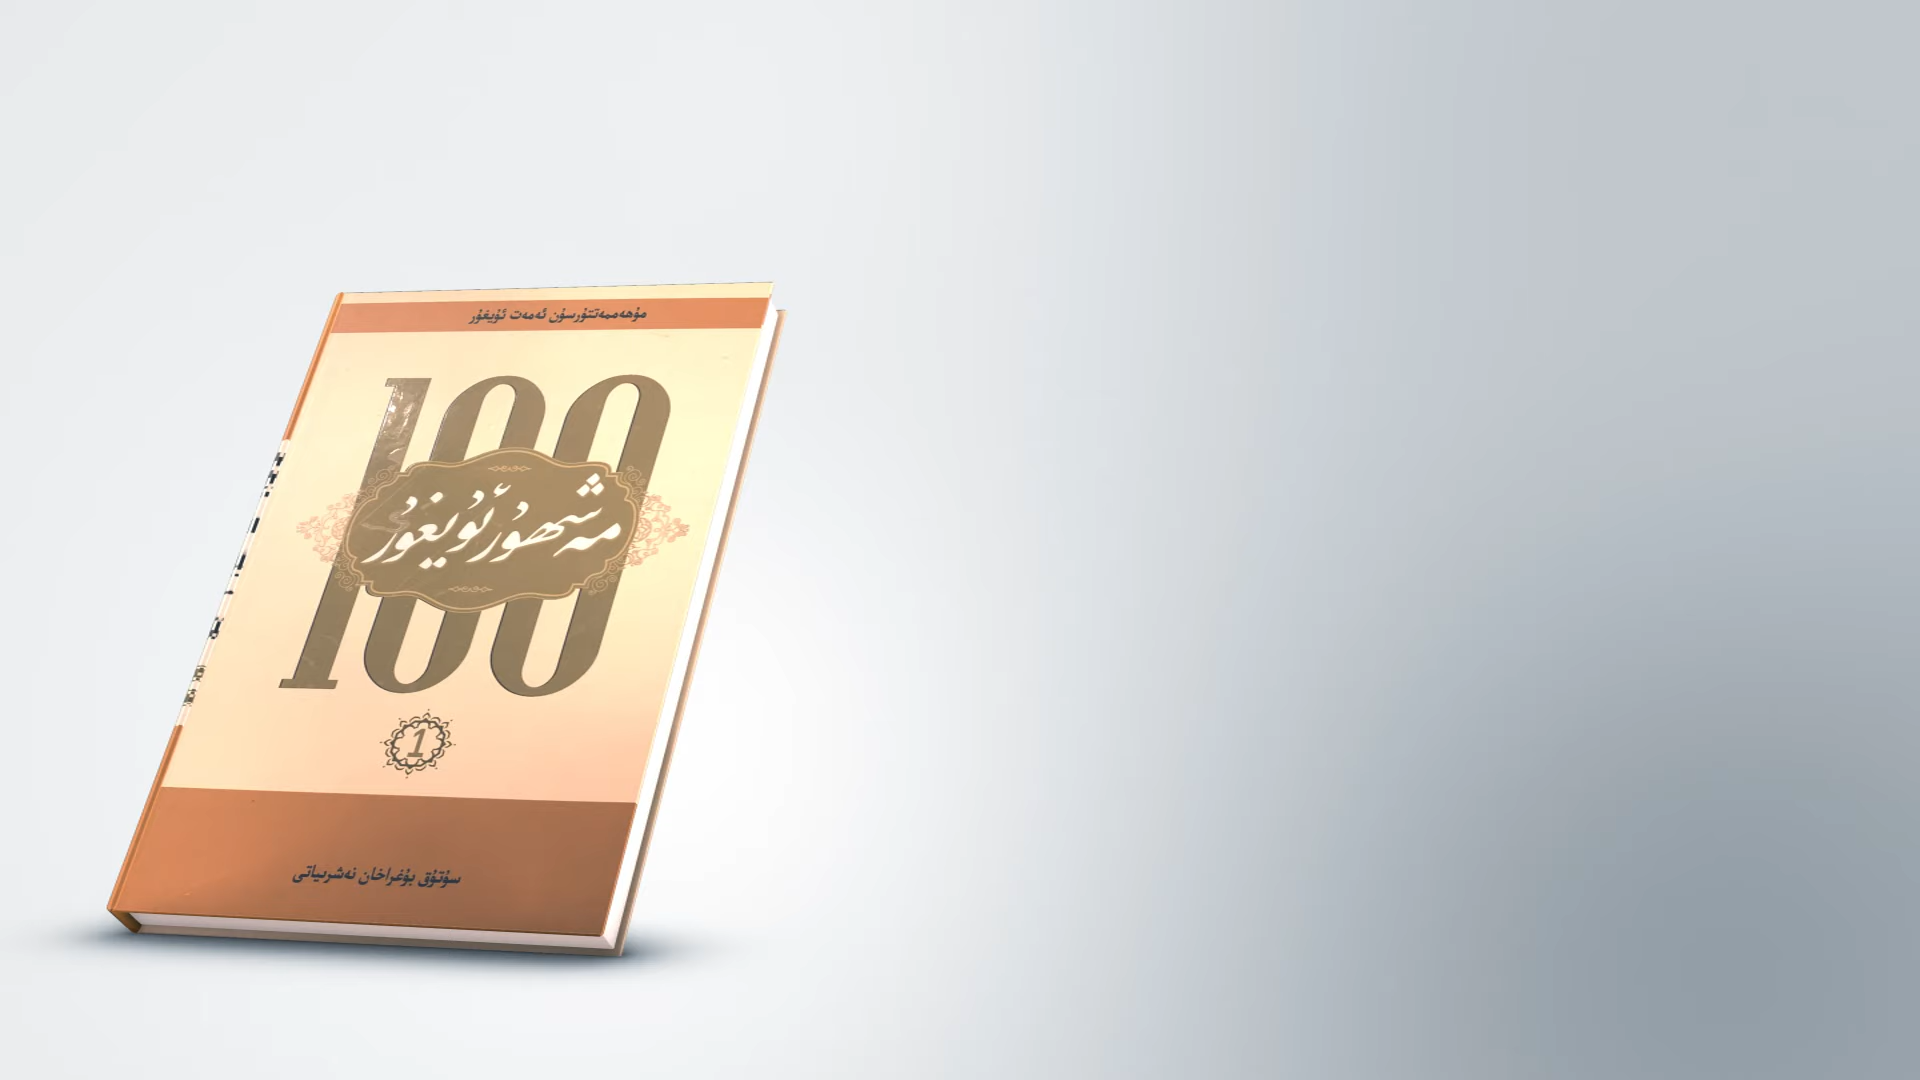 مۇھەممەتتۇرسۇن ئەمەت ئۇيغۇر
100
مەشھۇر ئۇيغۇر
1
سۇتۇق بۇغراخان نەشرىياتى